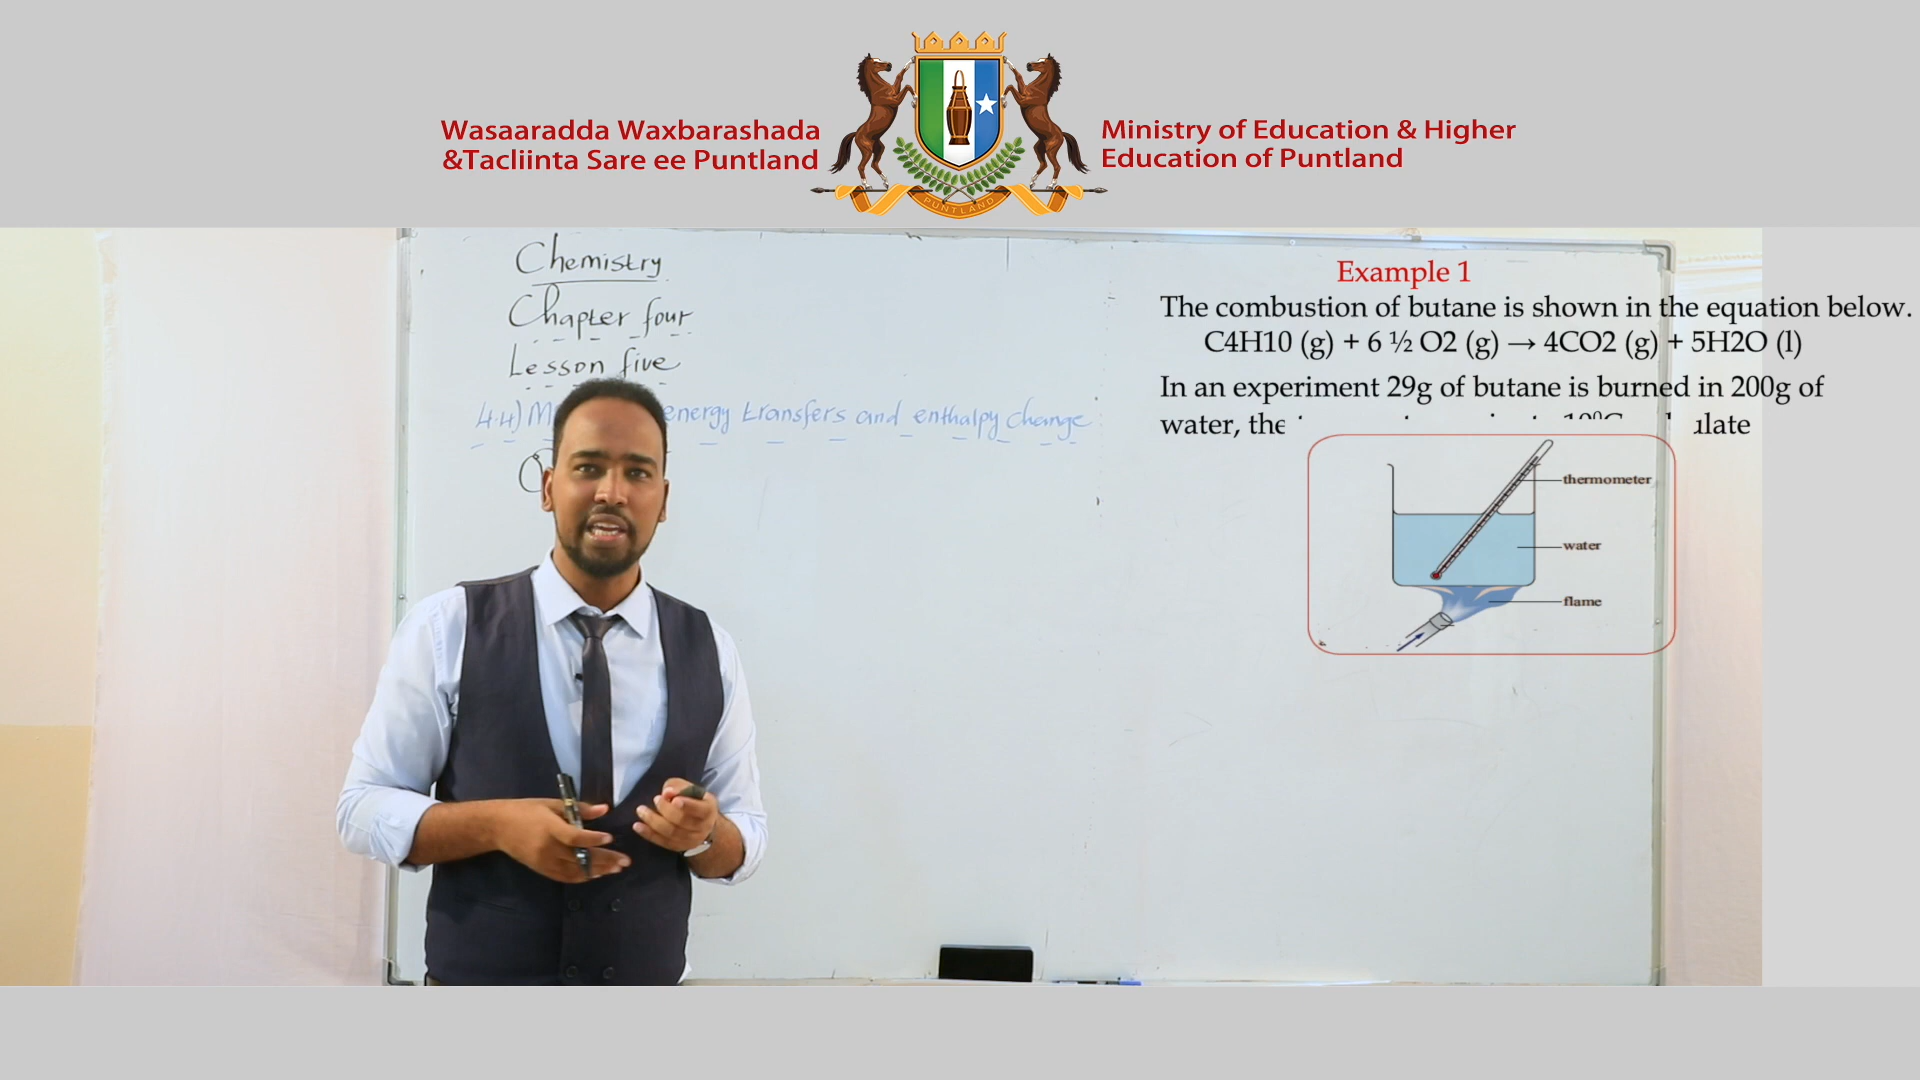 Wasaaradda Waxbarashada
&Tacliinta Sare ee Puntland
PUNTLAND
Ministry of Education & Higher
Education of Puntland
Chemistry
Chapter four
Lesson five
4.4) energy transfers and enthalpy change
Example 1
The combustion of butane is shown in the equation below.
C4H10 (g) + 6 ½ O2 (g) → 4CO2 (g) + 5H2O (l)
In an experiment 29g of butane is burned in 200g of
water, the
thermometer
water
flame